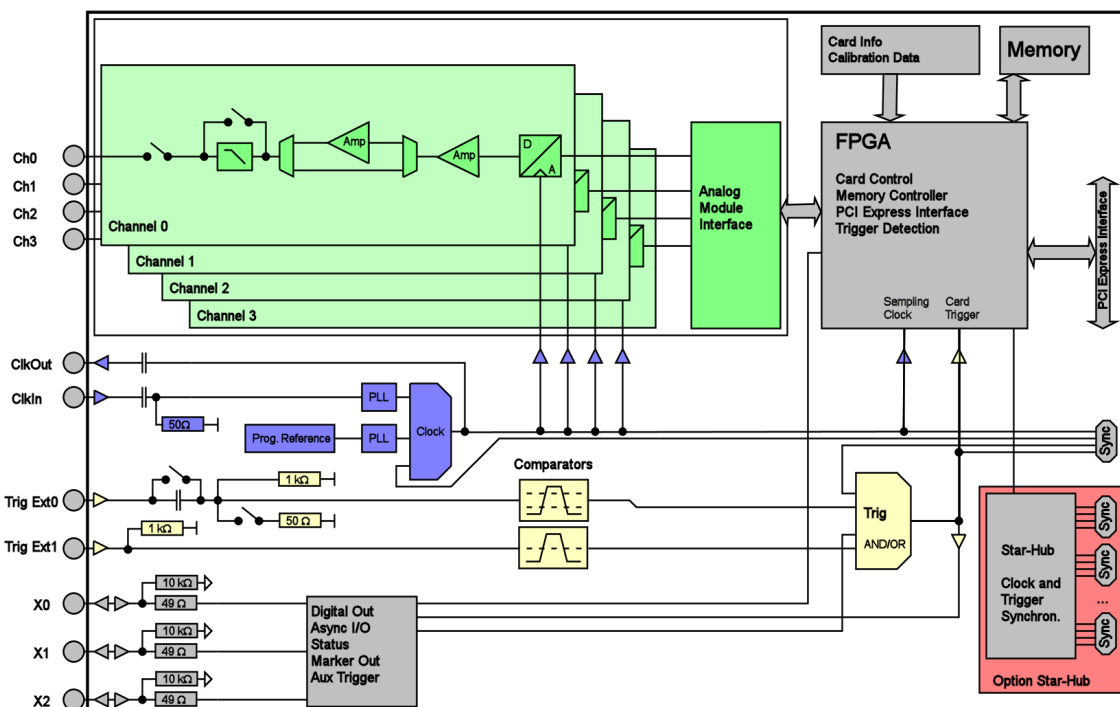 Card Info
Calibration Data
Memory
FPGA
Card Control
Memory Controller
PCI Express Interface
Trigger Detection
Sampling
Clock
Card
Trigger
PCI Express Interface
Ch0
Ch1
Ch2
Ch3
Amp
Amp
D
A
Channel 0
Channel 1
Channel 2
Channel 3
Analog
Module
Interface
ClkOut
ClkIn
50Ω
PLL
Prog. Reference
PLL
Clock
Sync
Trig Ext0
1 kΩ
50 Ω
Comparators
Trig Ext1
1 kΩ
Trig
AND/OR
X0
10 kΩ
49 Ω
X1
10 kΩ
49 Ω
X2
10 kΩ
49 Ω
Digital Out
Async I/O
Status
Marker Out
Aux Trigger
Star-Hub
Clock and
Trigger
Synchron.
Sync
Sync
...
Sync
Option Star-Hub